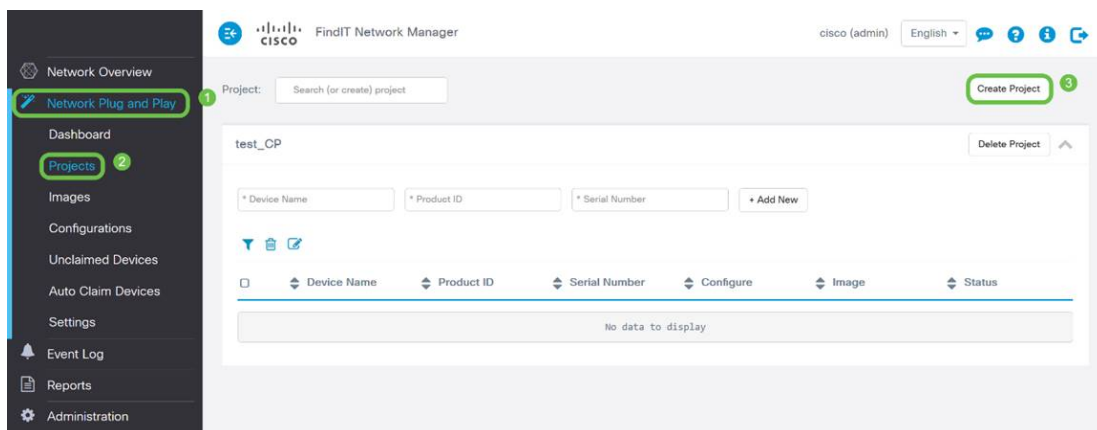 CISCO
FindIT Network Manager
cisco (admin)
English
Network Overview
Network Plug and Play
1
Dashboard
Projects
2
Images
Configurations
Unclaimed Devices
Auto Claim Devices
Settings
Event Log
Reports
Administration
Project:
Search (or create) project
Create Project
3
test_CP
Delete Project
* Device Name
* Product ID
* Serial Number
+ Add New
Device Name
Product ID
Serial Number
Configure
Image
Status
No data to display